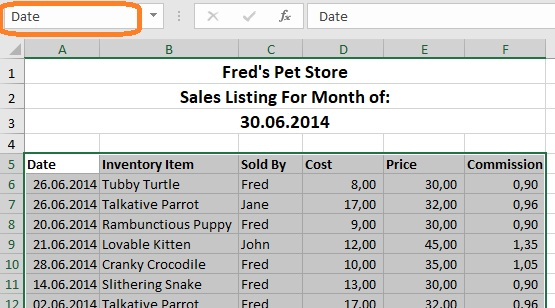 Date fx Date
A B C D E F
1 Fred's Pet Store
2 Sales Listing For Month of:
3 30.06.2014
4
5 Date Inventory Item Sold By Cost Price Commission
6 26.06.2014 Tubby Turtle Fred 8,00 30,00 0,90
7 26.06.2014 Talkative Parrot Jane 17,00 32,00 0,96
8 20.06.2014 Rambunctious Puppy Fred 9,00 30,00 0,90
9 21.06.2014 Lovable Kitten John 12,00 45,00 1,35
10 28.06.2014 Cranky Crocodile Fred 10,00 35,00 1,05
11 14.06.2014 Slithering Snake Fred 13,00 30,00 0,90
12 02.06.2014 Talkative Parrot Fred 17,00 32,00 0,96